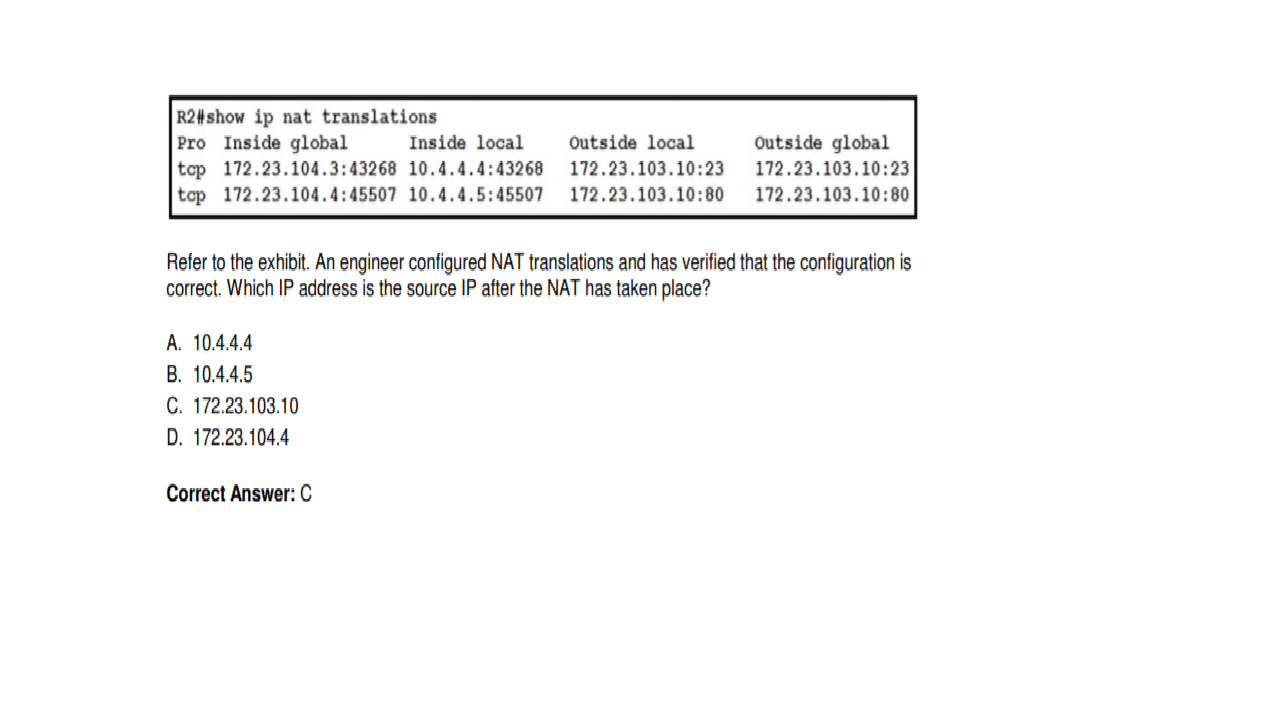 R2#show ip nat translations
Pro Inside global Inside local Outside local Outside global
tcp 172.23.104.3:43268 10.4.4.4:43268 172.23.103.10:23 172.23.103.10:23
tcp 172.23.104.4:45507 10.4.4.5:45507 172.23.103.10:80 172.23.103.10:80
Refer to the exhibit. An engineer configured NAT translations and has verified that the configuration is
correct. Which IP address is the source IP after the NAT has taken place?
A. 10.4.4.4
B. 10.4.4.5
C. 172.23.103.10
D. 172.23.104.4
Correct Answer: C